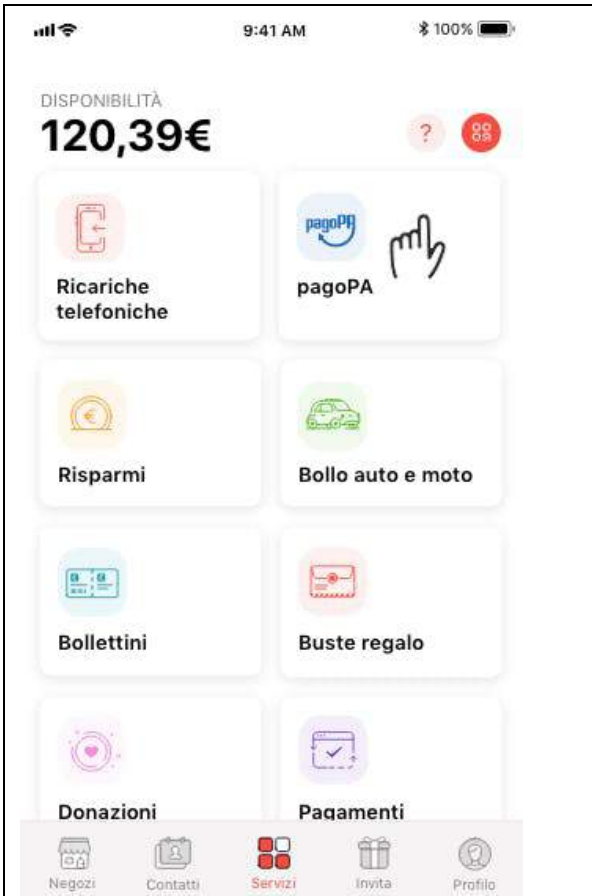 9:41 AM
100%
DISPONIBILITÀ
120,39€
?
pagoPA
Ricariche
telefoniche
pagoPA
€
Risparmi
Bollo auto e moto
Bollettini
Buste regalo
Donazioni
Pagamenti
Negozi
Contatti
Servizi
Invita
Profilo